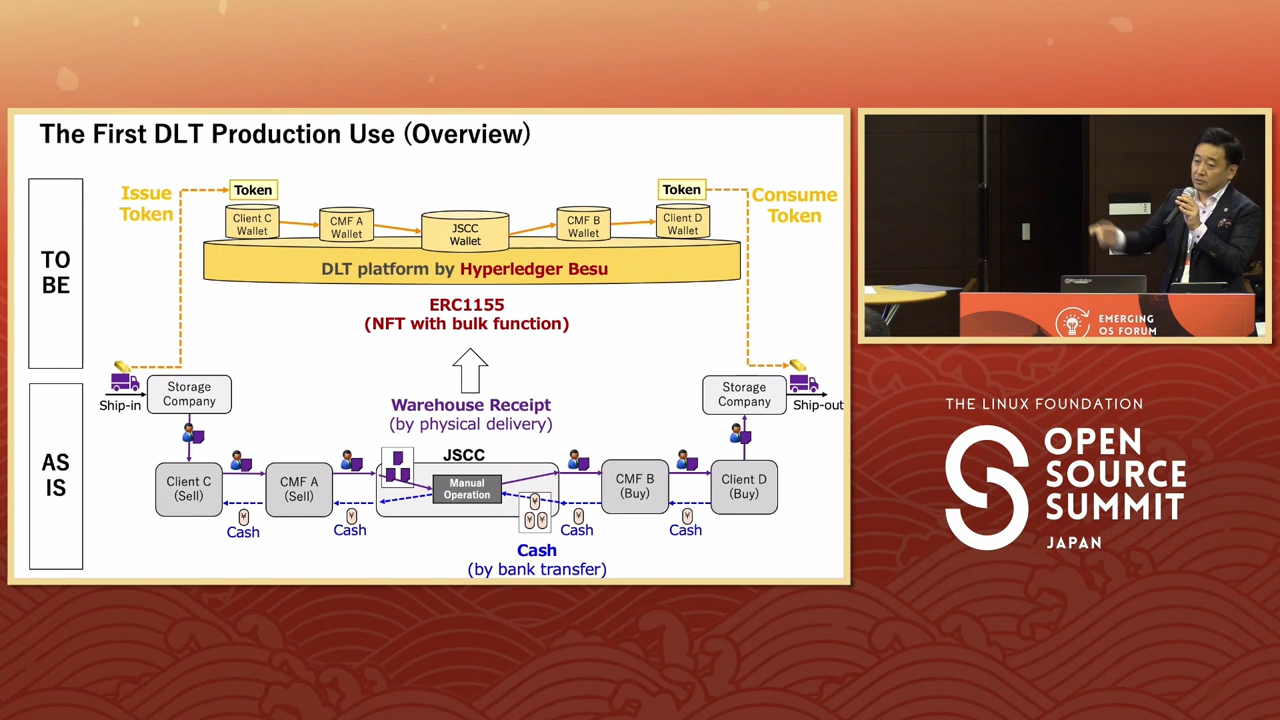 The First DLT Production Use (Overview)
TO
BE
Issue
Token
Token
Token
Consume
Token
Client C
Wallet
CMF A
Wallet
JSCC
Wallet
CMF B
Wallet
Client D
Wallet
DLT platform by Hyperledger Besu
ERC1155
(NFT with bulk function)
Ship-in
Storage
Company
Storage
Company
Ship-out
Warehouse Receipt
(by physical delivery)
AS
IS
JSCC
Client C
(Sell)
CMF A
(Sell)
Manual
Operation
CMF B
(Buy)
Client D
(Buy)
¥
¥
¥
¥ ¥
¥
¥
Cash
Cash
Cash
Cash
Cash
(by bank transfer)
EMERGING
OS FORUM
THE LINUX FOUNDATION
OPEN
SOURCE
SUMMIT
JAPAN